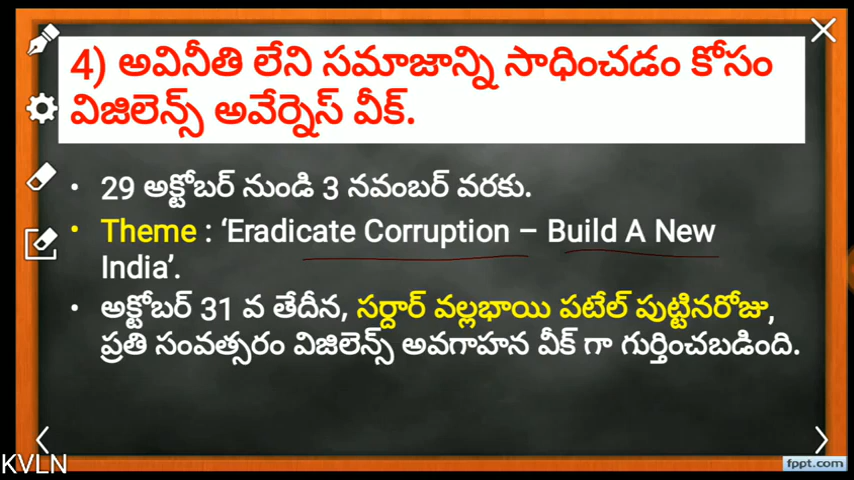 4) అవినీతి లేని సమాజాన్ని సాధించడం కోసం
విజిలెన్స్ అవేర్నెస్ వీక్.
• 29 అక్టోబర్ నుండి 3 నవంబర్ వరకు.
• Theme : ‘Eradicate Corruption – Build A New
India’.
• అక్టోబర్ 31 వ తేదీన, సర్దార్ వల్లభాయి పటేల్ పుట్టినరోజు,
ప్రతి సంవత్సరం విజిలెన్స్ అవగాహన వీక్ గా గుర్తించబడింది.
KVLN
fppt.com